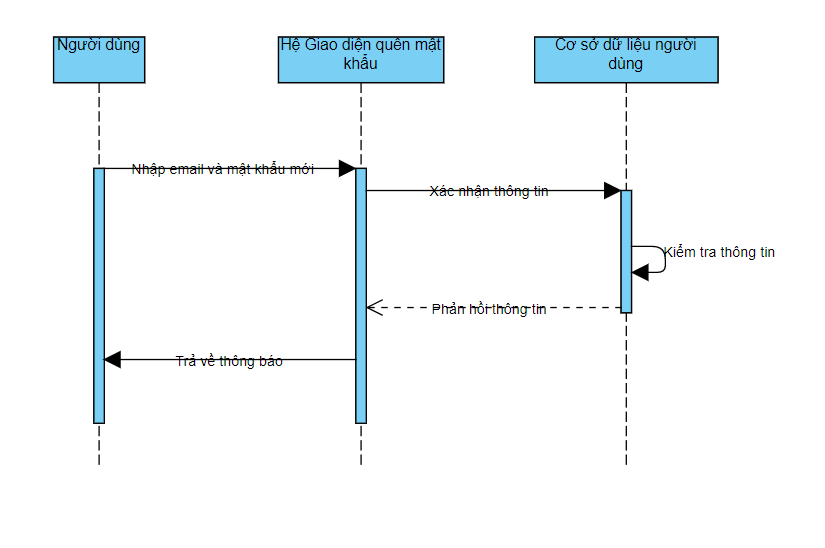 Người dùng
Hệ Giao diện quên mật
khẩu
Cơ sở dữ liệu người
dùng
Nhập email và mật khẩu mới
Xác nhận thông tin
Kiểm tra thông tin
Phản hồi thông tin
Trả về thông báo